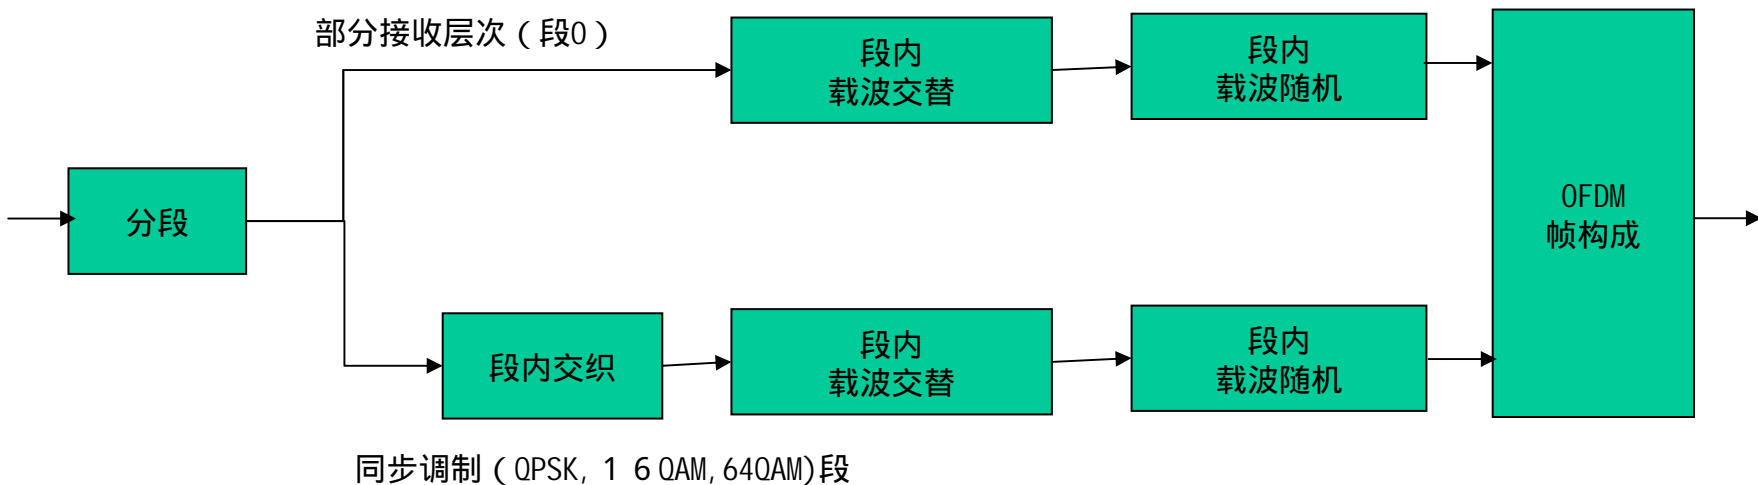 部分接收层次（段0）
段内
载波交替
段内
载波随机
分段
OFDM
帧构成
段内交织
段内
载波交替
段内
载波随机
同步调制（QPSK, １６QAM, 64QAM)段